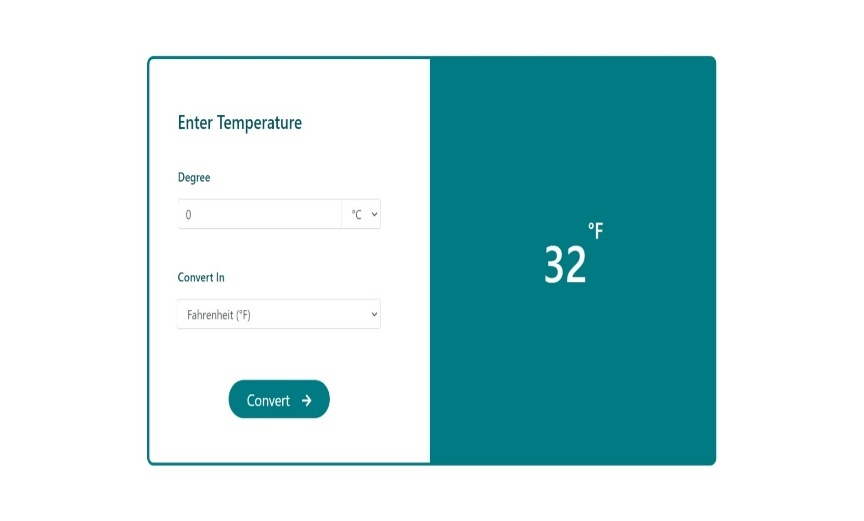 Enter Temperature
Degree
0 °C
Convert In
Fahrenheit (°F)
Convert →
32 °F